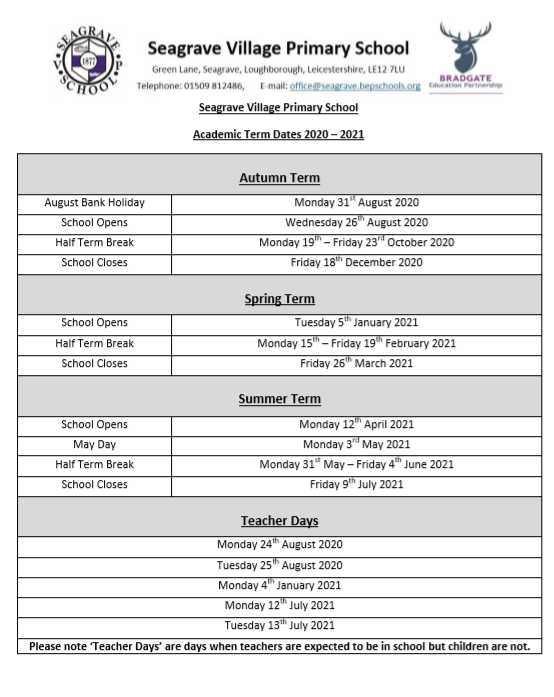 SEAGRAVE
1877
V P
SCHOOL
Seagrave Village Primary School
Green Lane, Seagrave, Loughborough, Leicestershire, LE12 7LU
Telephone: 01509 812486, E-mail: office@seagrave.bepschools.org
BRADGATE
Education Partnership
Seagrave Village Primary School
Academic Term Dates 2020 – 2021
Autumn Term
August Bank Holiday Monday 31st August 2020
School Opens Wednesday 26th August 2020
Half Term Break Monday 19th – Friday 23rd October 2020
School Closes Friday 18th December 2020
Spring Term
School Opens Tuesday 5th January 2021
Half Term Break Monday 15th – Friday 19th February 2021
School Closes Friday 26th March 2021
Summer Term
School Opens Monday 12th April 2021
May Day Monday 3rd May 2021
Half Term Break Monday 31st May – Friday 4th June 2021
School Closes Friday 9th July 2021
Teacher Days
Monday 24th August 2020
Tuesday 25th August 2020
Monday 4th January 2021
Monday 12th July 2021
Tuesday 13th July 2021
Please note ‘Teacher Days’ are days when teachers are expected to be in school but children are not.